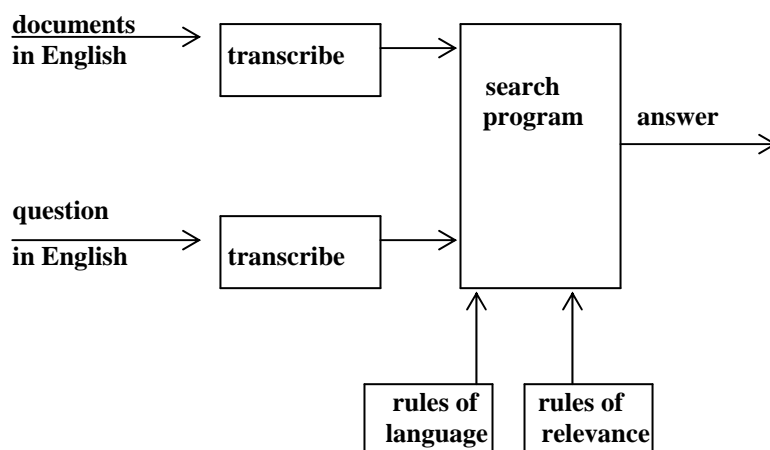 documents
in English
transcribe
search
program
answer
question
in English
transcribe
rules of
language
rules of
relevance